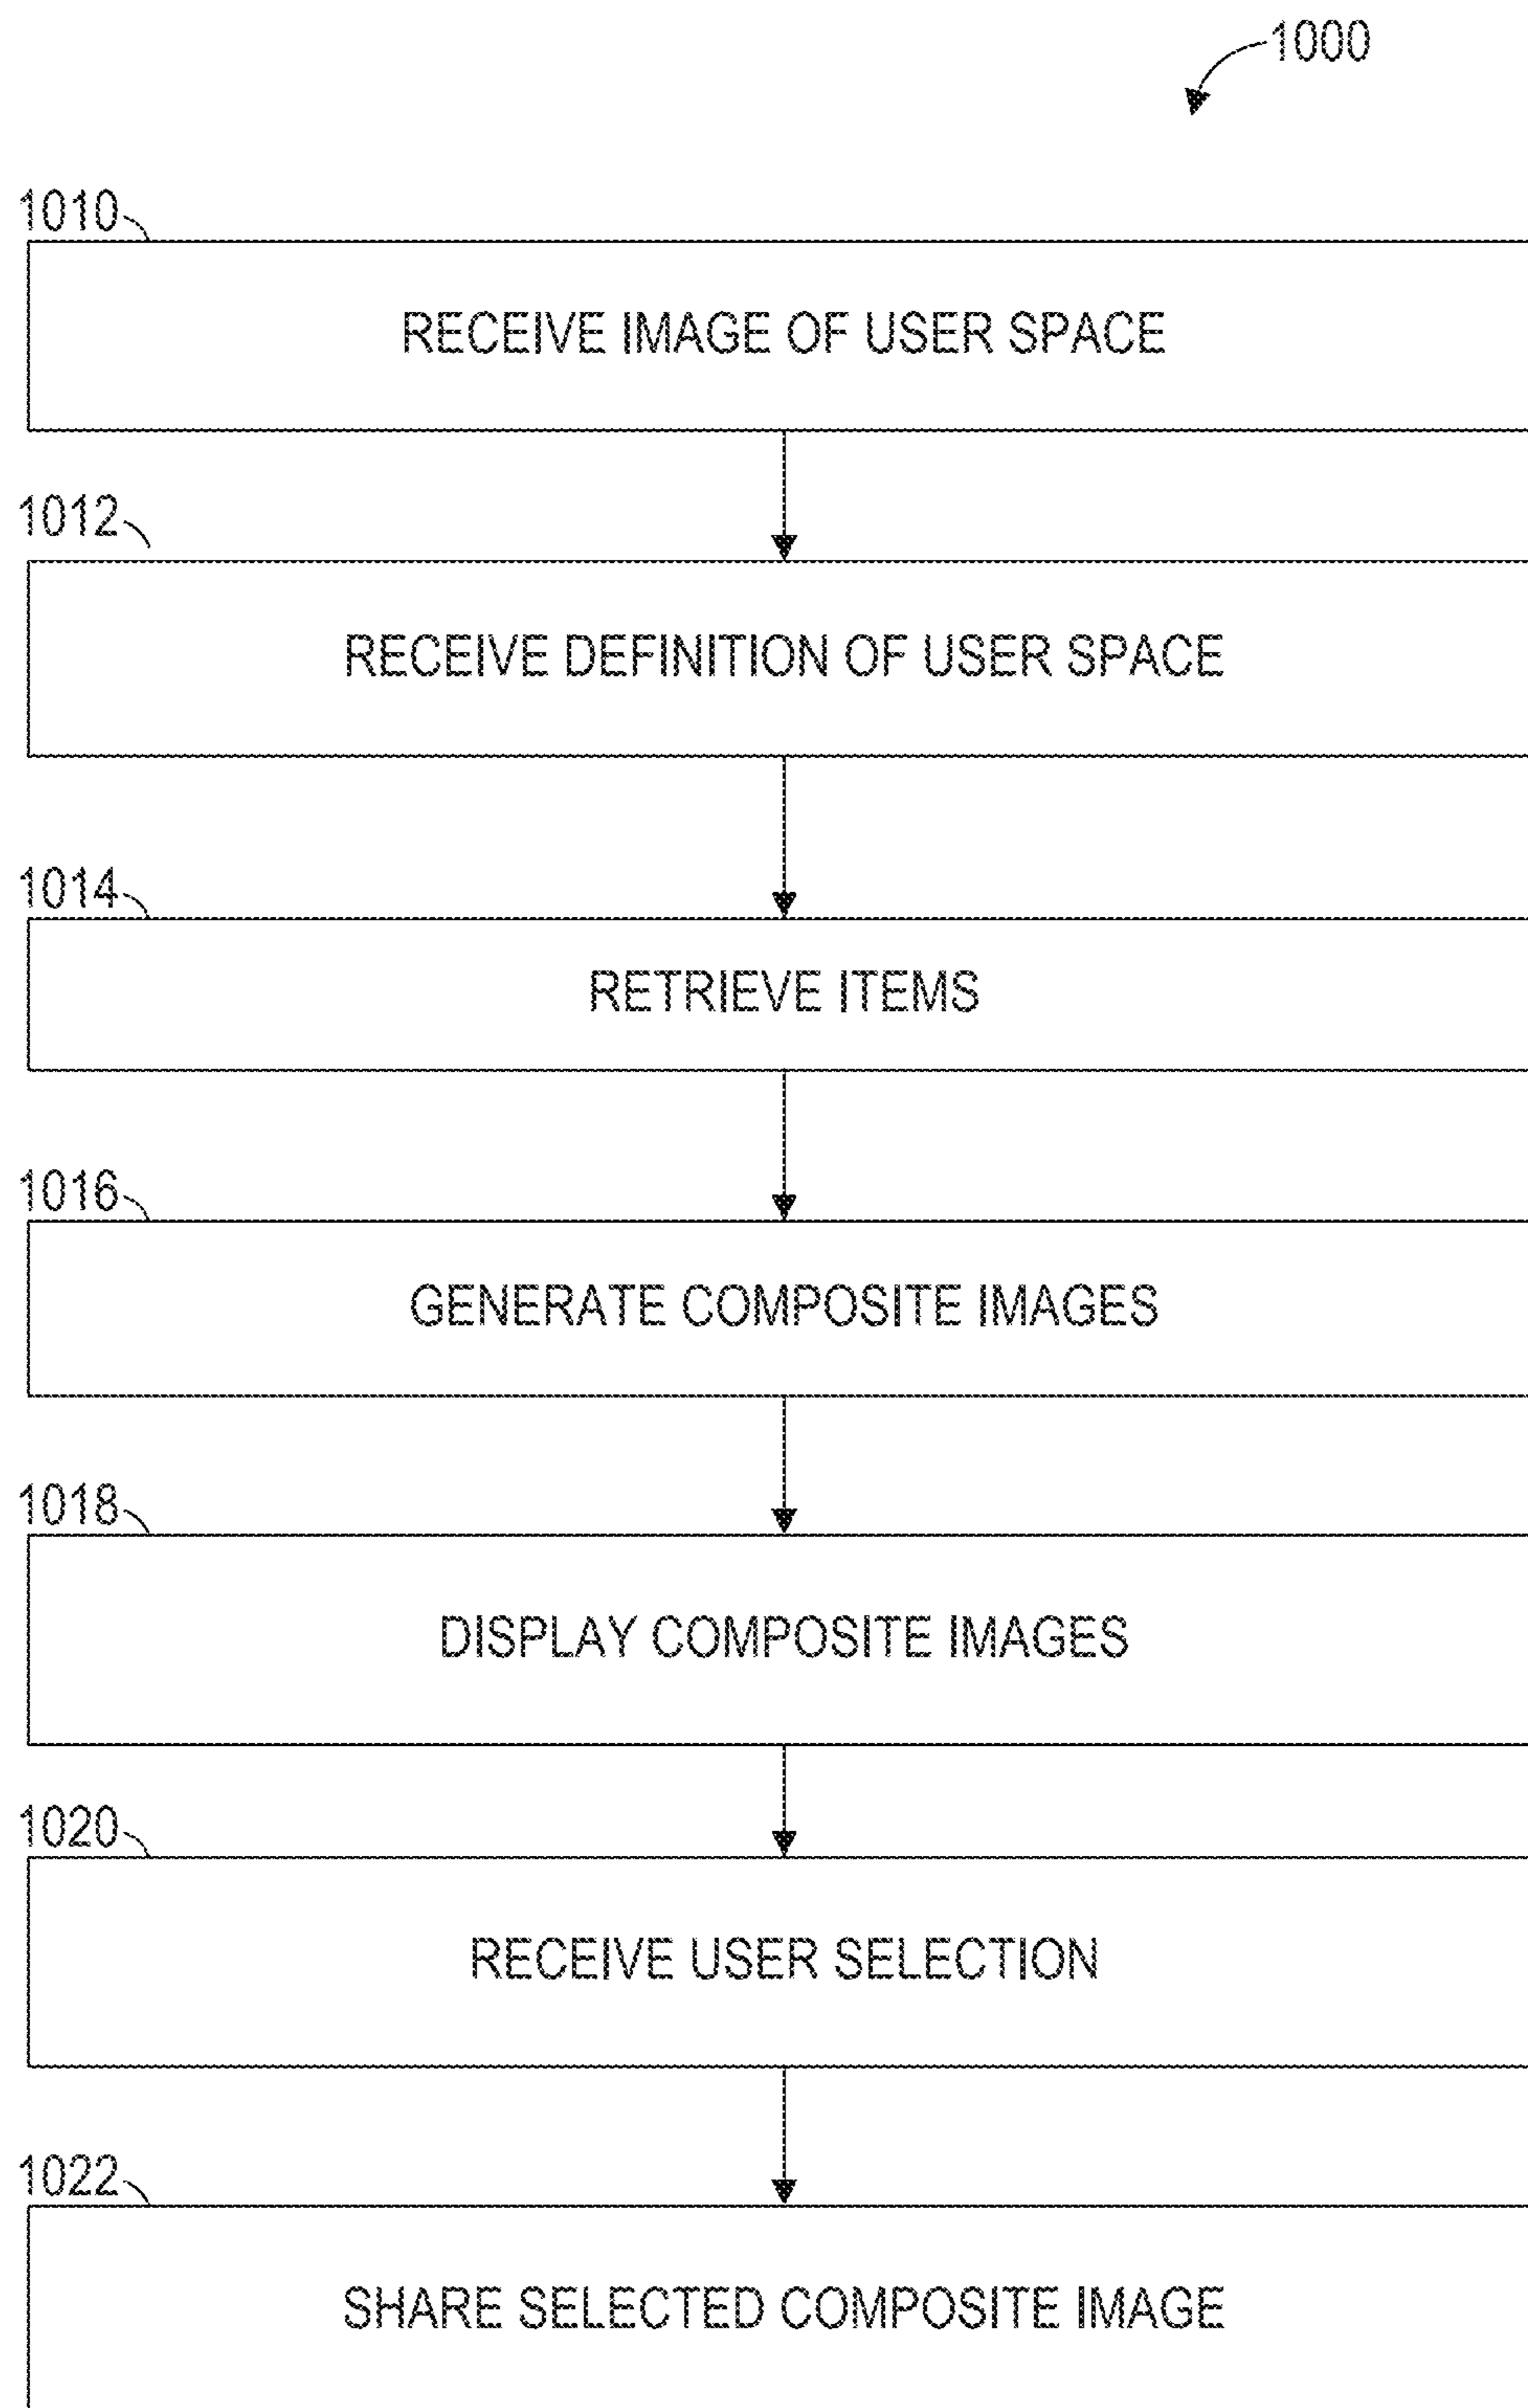 1000
1010
RECEIVE IMAGE OF USER SPACE
1012
RECEIVE DEFINITION OF USER SPACE
1014
RETRIEVE ITEMS
1016
GENERATE COMPOSITE IMAGES
1018
DISPLAY COMPOSITE IMAGES
1020
RECEIVE USER SELECTION
1022
SHARE SELECTED COMPOSITE IMAGE